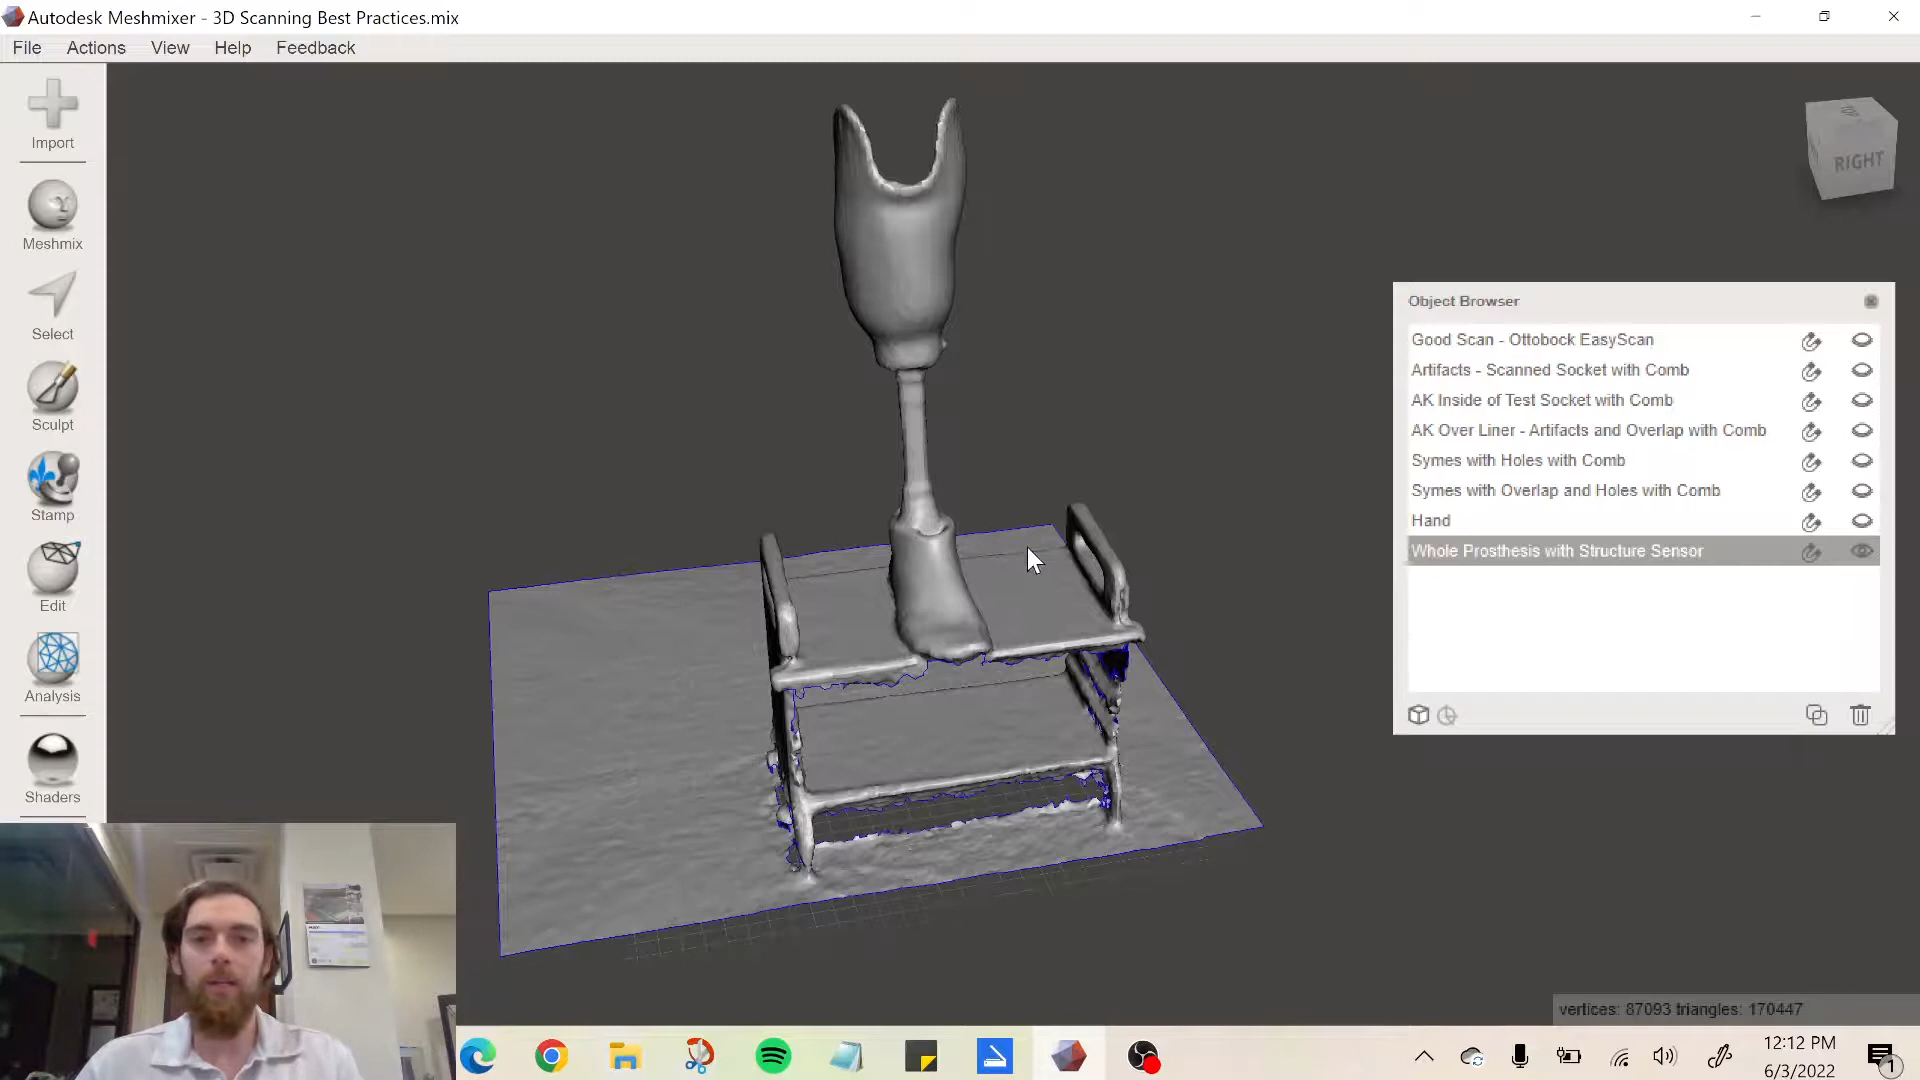 Autodesk Meshmixer - 3D Scanning Best Practices.mix
File Actions View Help Feedback
Import
Meshmix
Select
Sculpt
Stamp
Edit
Analysis
Shaders
TOP
RIGHT
Object Browser
Good Scan - Ottobock EasyScan
Artifacts - Scanned Socket with Comb
AK Inside of Test Socket with Comb
AK Over Liner - Artifacts and Overlap with Comb
Symes with Holes with Comb
Symes with Overlap and Holes with Comb
Hand
Whole Prosthesis with Structure Sensor
vertices: 87093 triangles: 170447
12:12 PM
6/3/2022
1